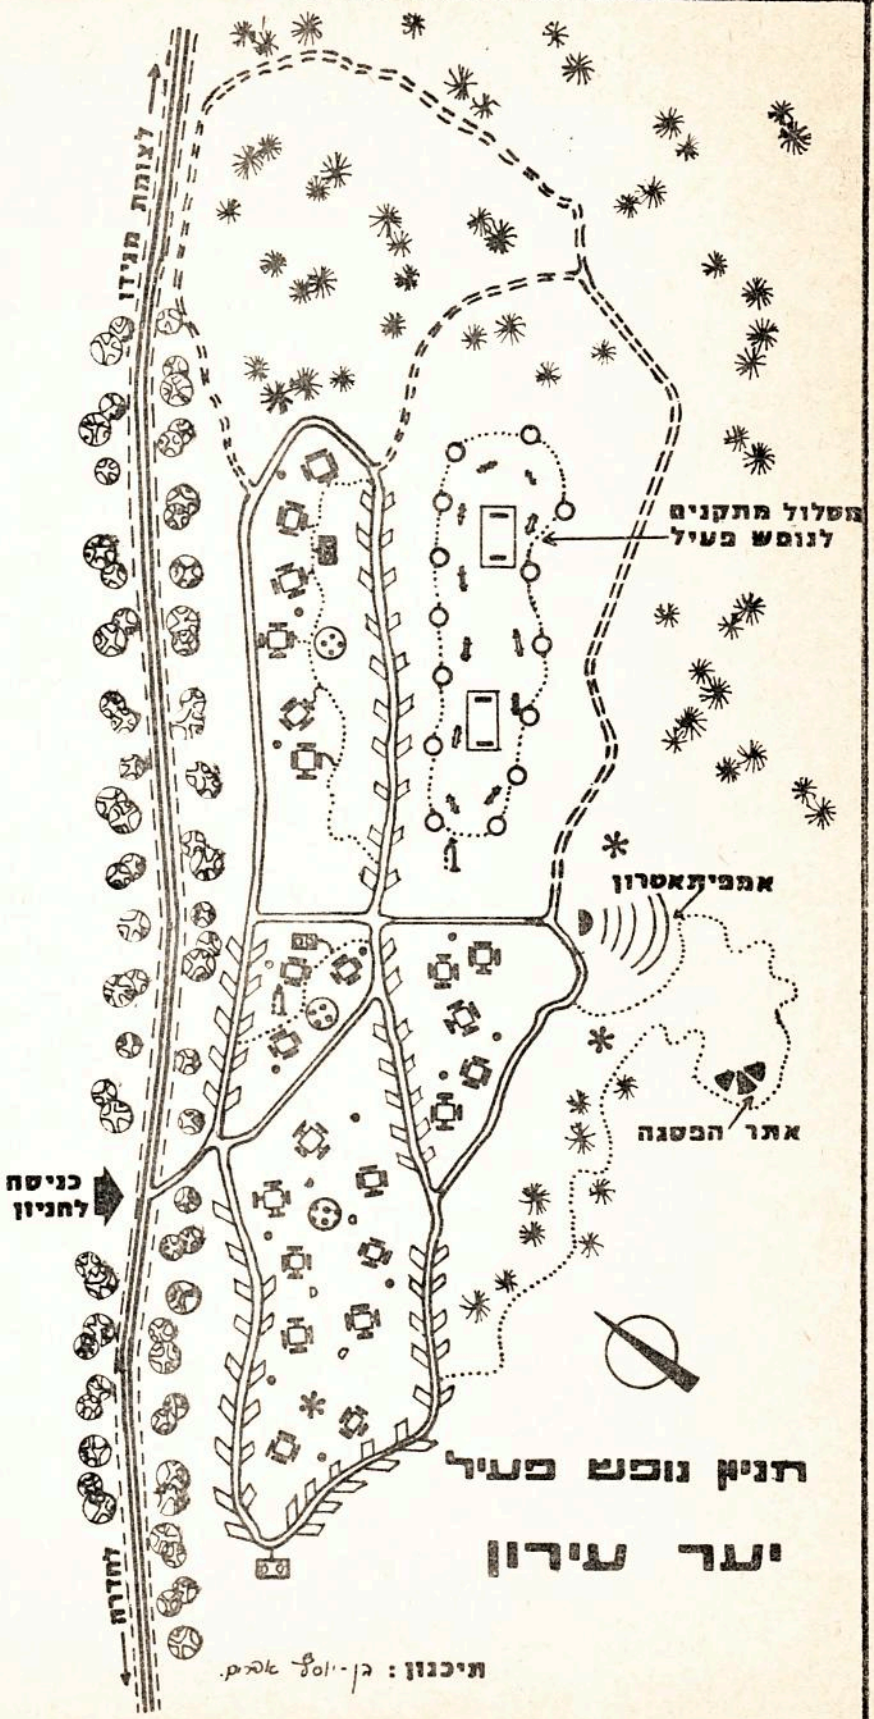 לצומת מגידו
מסלול מתקנים
לנופש פעיל
אמפיתאטרון
אתר הפסגה
כניסה
לחניון
חניון נופש פעיל
יער עירון
לחדרה
תיכנון: בן-יוסף אפרים.